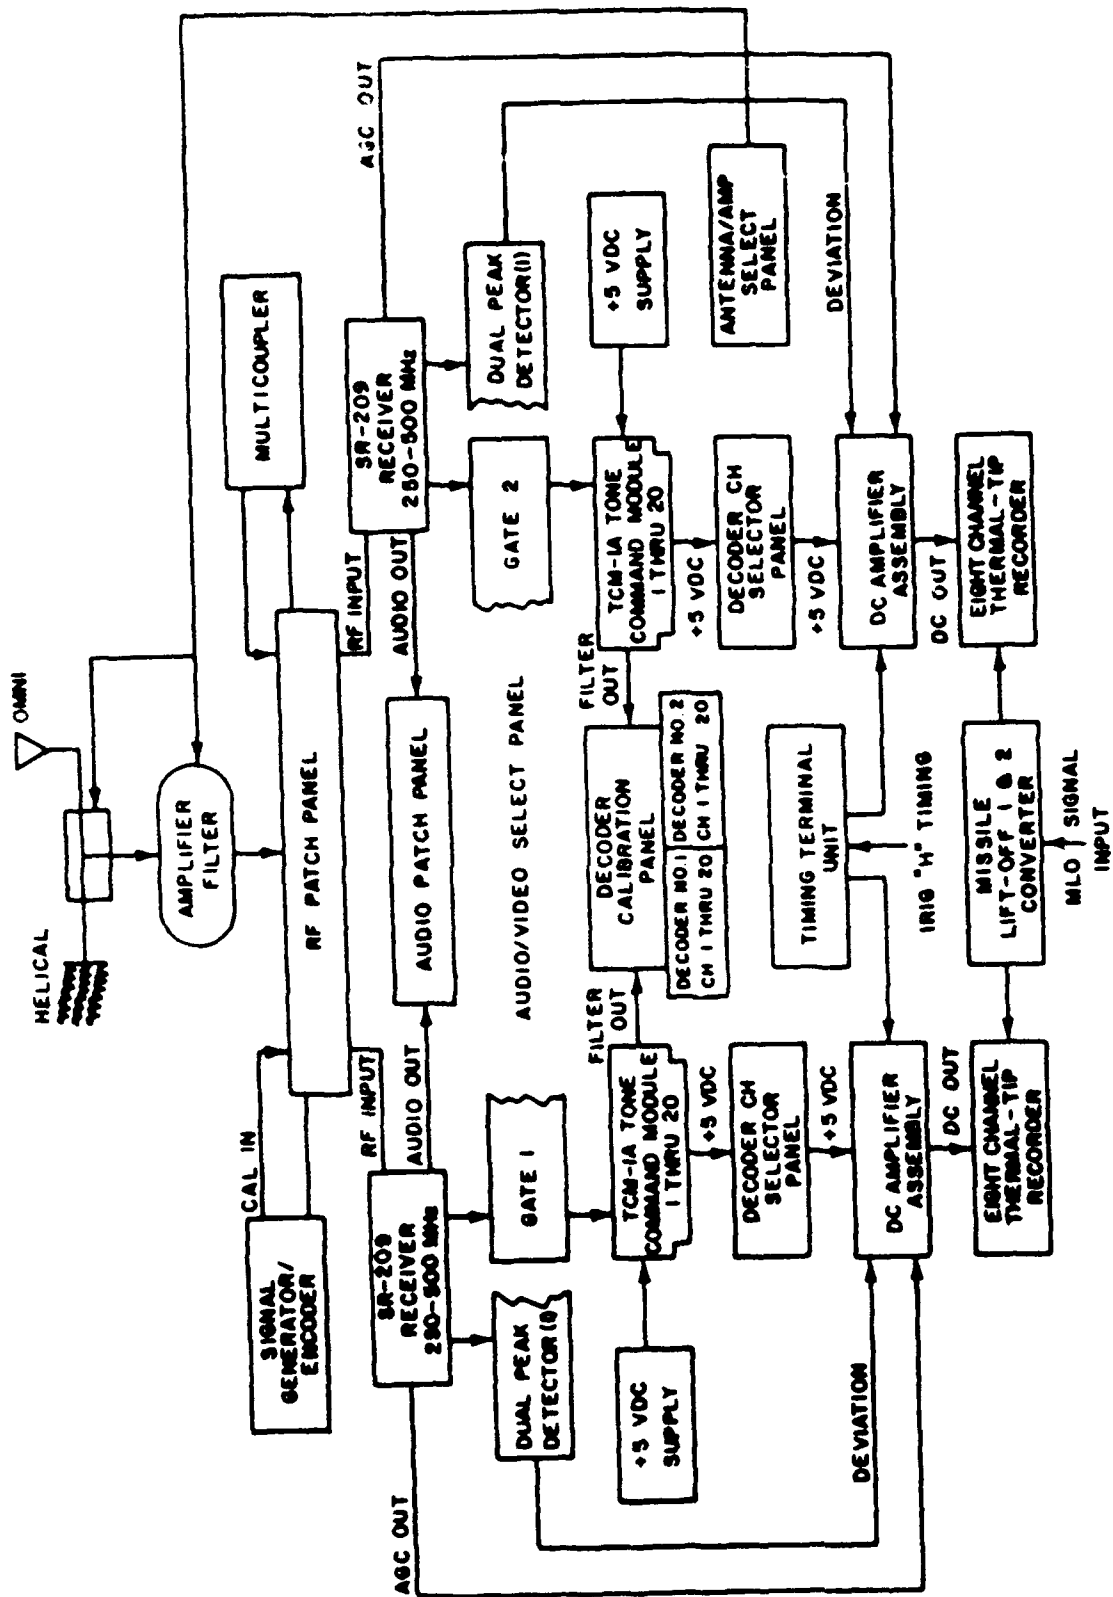 HELICAL
OMNI
AMPLIFIER
FILTER
CAL IN
SIGNAL
GENERATOR/
ENCODER
RF PATCH PANEL
MULTICOUPLER
RF INPUT
RF INPUT
AGC OUT
SR-209
RECEIVER
250-500 MHz
AUDIO OUT
AUDIO PATCH PANEL
AUDIO OUT
SR-209
RECEIVER
250-500 MHz
AGC OUT
DUAL PEAK
DETECTOR(1)
GATE 1
AUDIO/VIDEO SELECT PANEL
GATE 2
DUAL PEAK
DETECTOR(1)
+5 VDC
SUPPLY
TCM-1A TONE
COMMAND MODULE
1 THRU 20
FILTER
OUT
DECODER
CALIBRATION
PANEL
DECODER NO. 1
CH 1 THRU 20
DECODER NO. 2
CH 1 THRU 20
FILTER
OUT
TCM-1A TONE
COMMAND MODULE
1 THRU 20
+5 VDC
SUPPLY
+5 VDC
+5 VDC
DECODER CH
SELECTOR
PANEL
DECODER CH
SELECTOR
PANEL
ANTENNA/AMP
SELECT
PANEL
+5 VDC
+5 VDC
DEVIATION
DC AMPLIFIER
ASSEMBLY
TIMING TERMINAL
UNIT
DC AMPLIFIER
ASSEMBLY
DEVIATION
DC OUT
IRIG "H" TIMING
DC OUT
EIGHT CHANNEL
THERMAL-TIP
RECORDER
MISSILE
LIFT-OFF 1 & 2
CONVERTER
EIGHT CHANNEL
THERMAL-TIP
RECORDER
MLO SIGNAL
INPUT